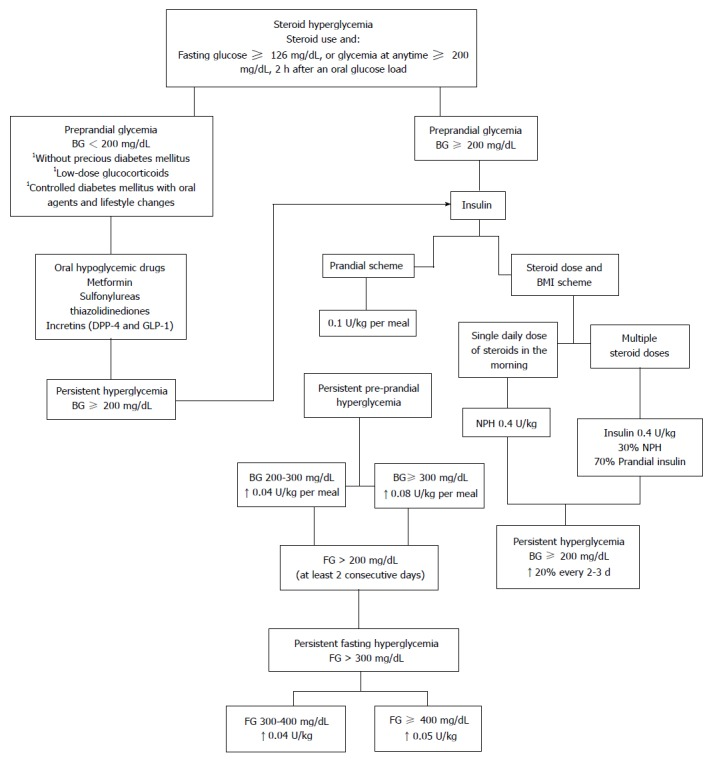 Steroid hyperglycemia
Steroid use and:
Fasting glucose ≥ 126 mg/dL, or glycemia at anytime ≥ 200
mg/dL, 2 h after an oral glucose load
Preprandial glycemia
BG < 200 mg/dL
¹Without precious diabetes mellitus
¹Low-dose glucocorticoids
¹Controlled diabetes mellitus with oral
agents and lifestyle changes
Preprandial glycemia
BG ≥ 200 mg/dL
Insulin
Oral hypoglycemic drugs
Metformin
Sulfonylureas
thiazolidinediones
Incretins (DPP-4 and GLP-1)
Prandial scheme
Steroid dose and
BMI scheme
0.1 U/kg per meal
Single daily dose
of steroids in the
morning
Multiple
steroid doses
Persistent hyperglycemia
BG ≥ 200 mg/dL
Persistent pre-prandial
hyperglycemia
NPH 0.4 U/kg
Insulin 0.4 U/kg
30% NPH
70% Prandial insulin
BG 200-300 mg/dL
↑ 0.04 U/kg per meal
BG≥ 300 mg/dL
↑ 0.08 U/kg per meal
Persistent hyperglycemia
BG ≥ 200 mg/dL
↑ 20% every 2-3 d
FG > 200 mg/dL
(at least 2 consecutive days)
Persistent fasting hyperglycemia
FG > 300 mg/dL
FG 300-400 mg/dL
↑ 0.04 U/kg
FG ≥ 400 mg/dL
↑ 0.05 U/kg